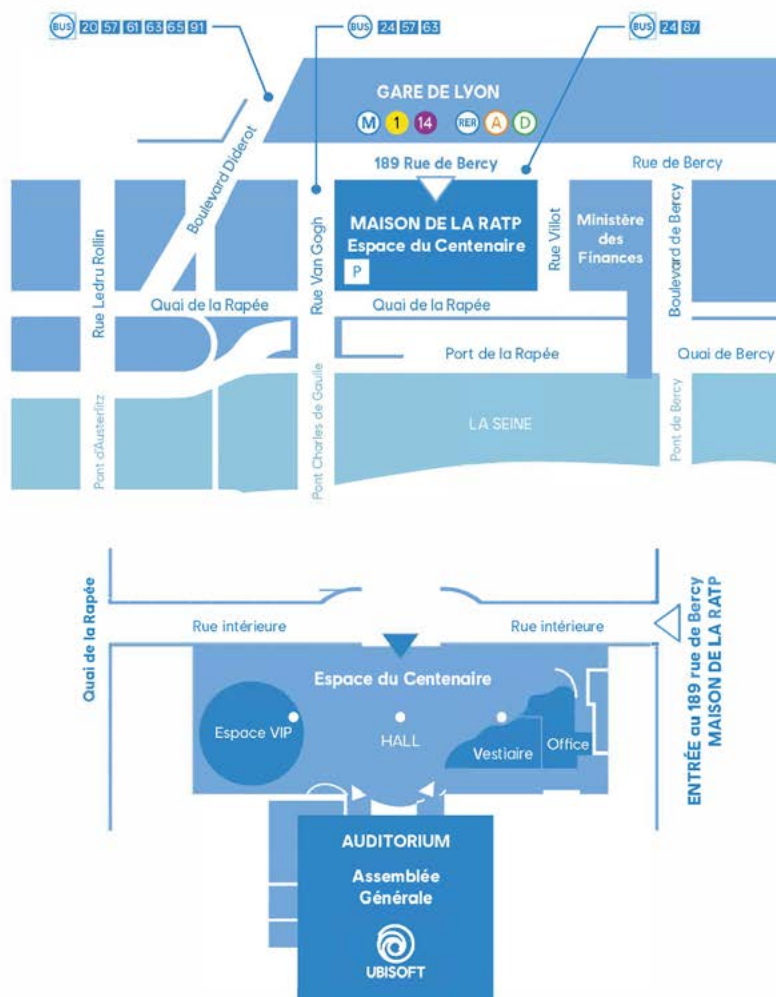 BUS 20 57 61 63 65 91
BUS 24 57 63
BUS 24 87
GARE DE LYON
M 1 14 RER A D
189 Rue de Bercy
Rue de Bercy
Boulevard Diderot
MAISON DE LA RATP
Espace du Centenaire
P
Rue Villot
Ministère
des
Finances
Boulevard de Bercy
Rue Ledru Rollin
Rue Van Gogh
Quai de la Rapée
Quai de la Rapée
Port de la Rapée
Quai de Bercy
Pont d'Austerlitz
Pont Charles de Gaulle
LA SEINE
Pont de Bercy
Quai de la Rapée
Rue intérieure
Rue intérieure
ENTRÉE au 189 rue de Bercy
MAISON DE LA RATP
Espace du Centenaire
Espace VIP
HALL
Vestiaire
Office
AUDITORIUM
Assemblée
Générale
UBISOFT